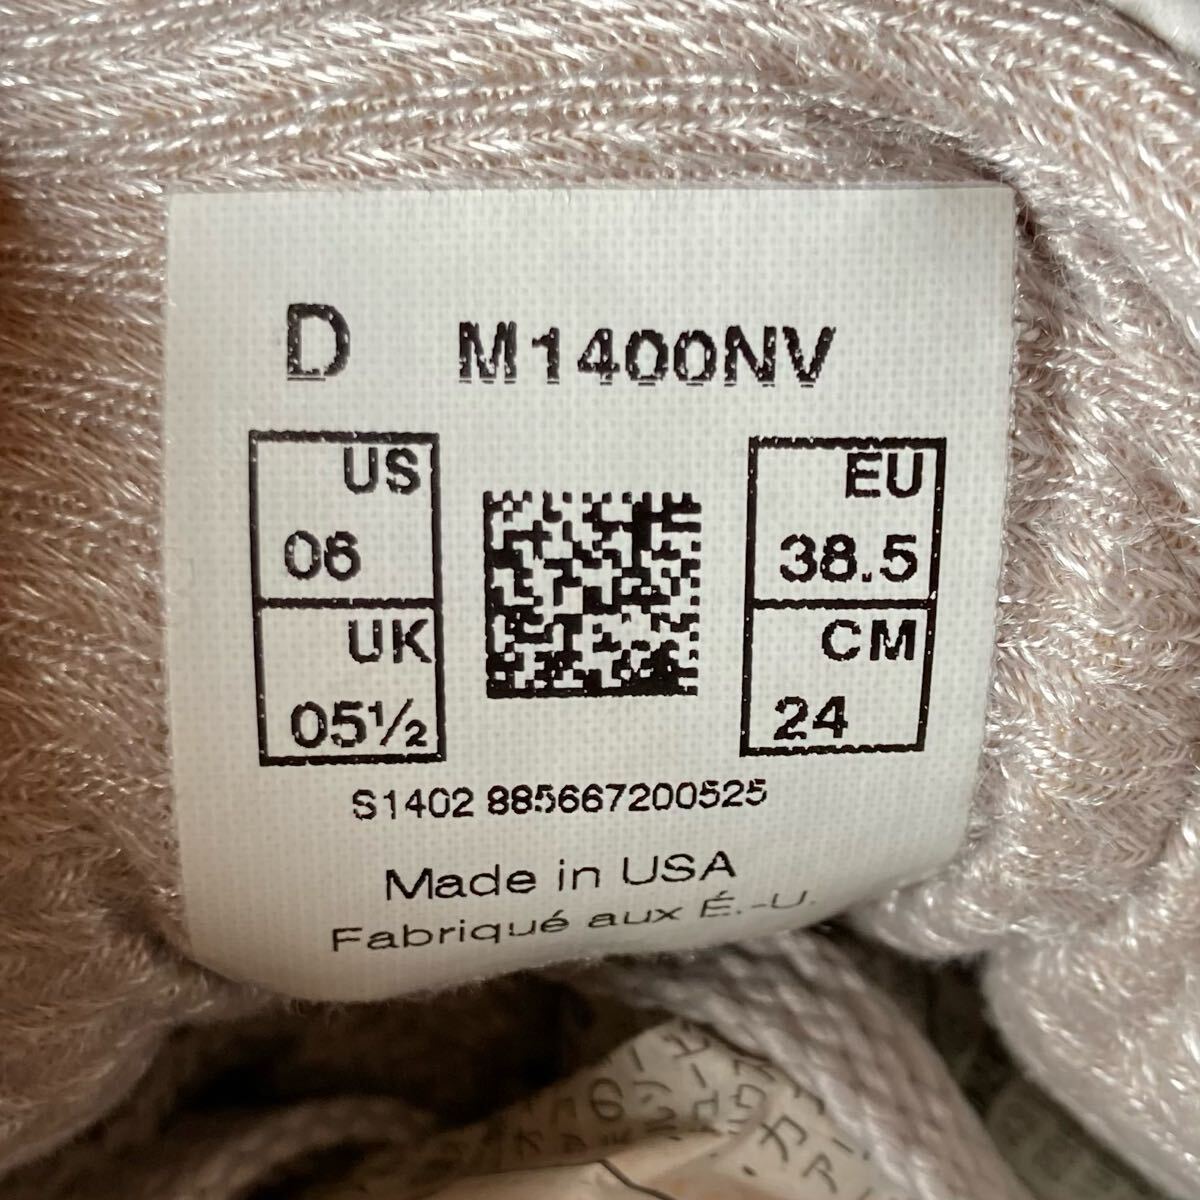 D M1400NV
US
06
UK
05½
EU
38.5
CM
24
S1402 885667200525
Made in USA
Fabriqué aux É.-U.